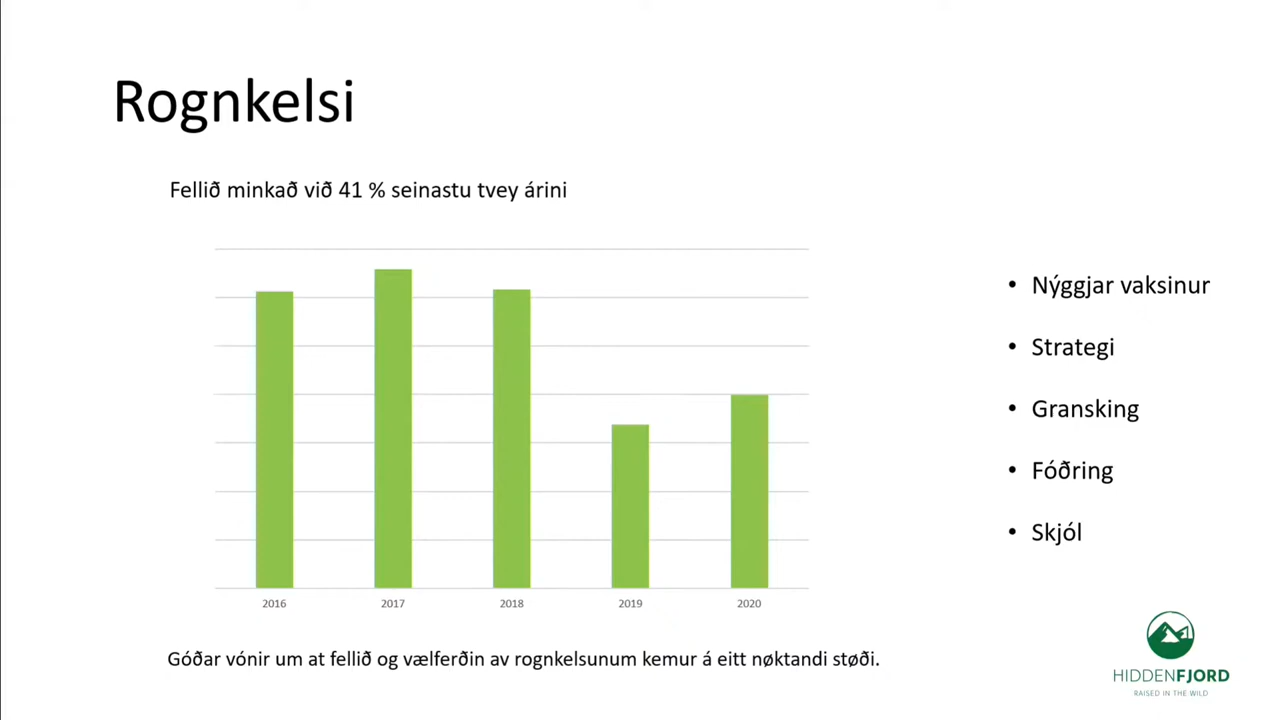 Rognkelsi
Fellið minkað við 41 % seinastu tvey árini
2016 2017 2018 2019 2020
• Nýggjar vaksinur
• Strategi
• Gransking
• Fóðring
• Skjól
Góðar vónir um at fellið og vælferðin av rognkelsunum kemur á eitt nøktandi støði.
HIDDENFJORD
RAISED IN THE WILD